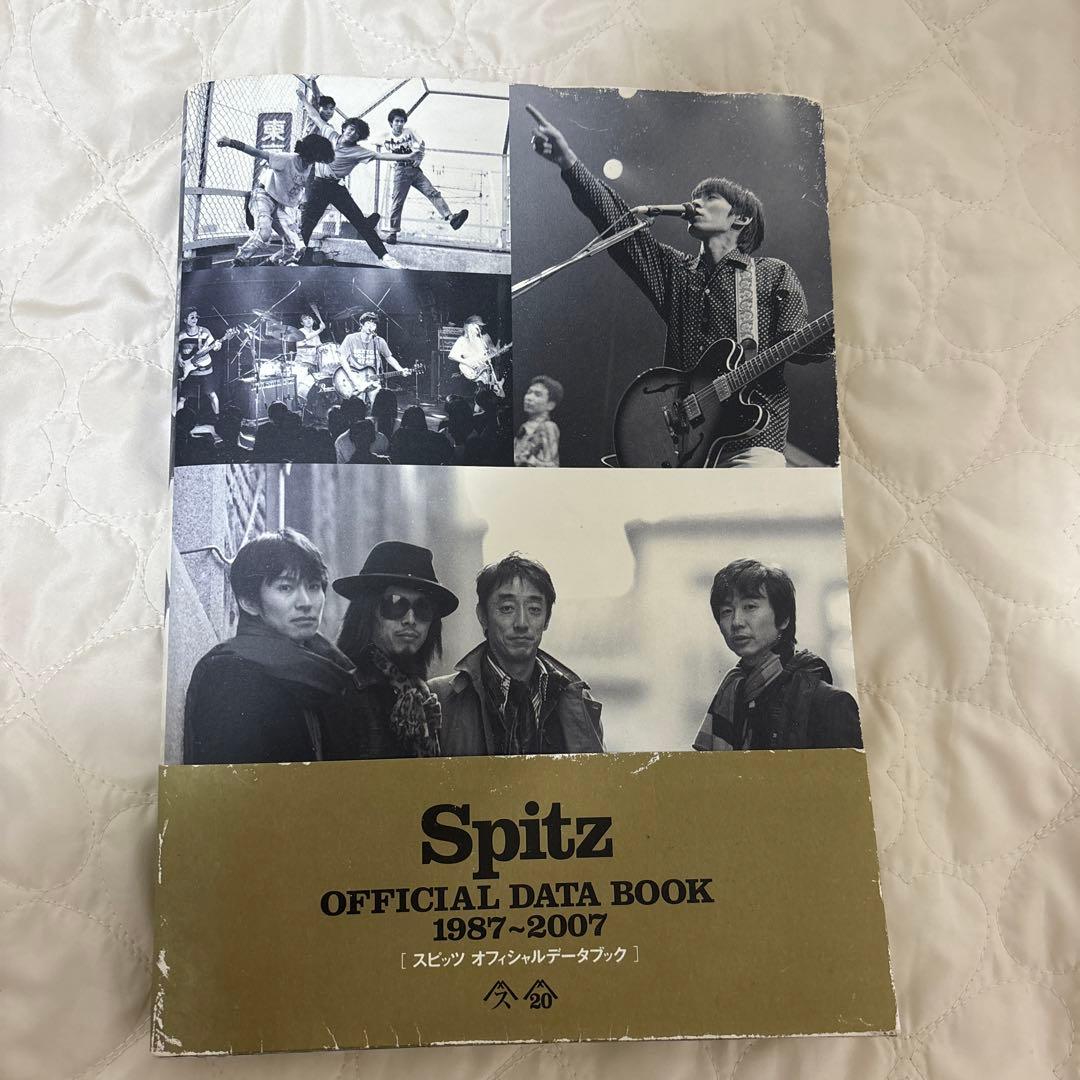 東
Spitz
OFFICIAL DATA BOOK
1987~2007
[ スピッツ オフィシャルデータブック ]
ス 20